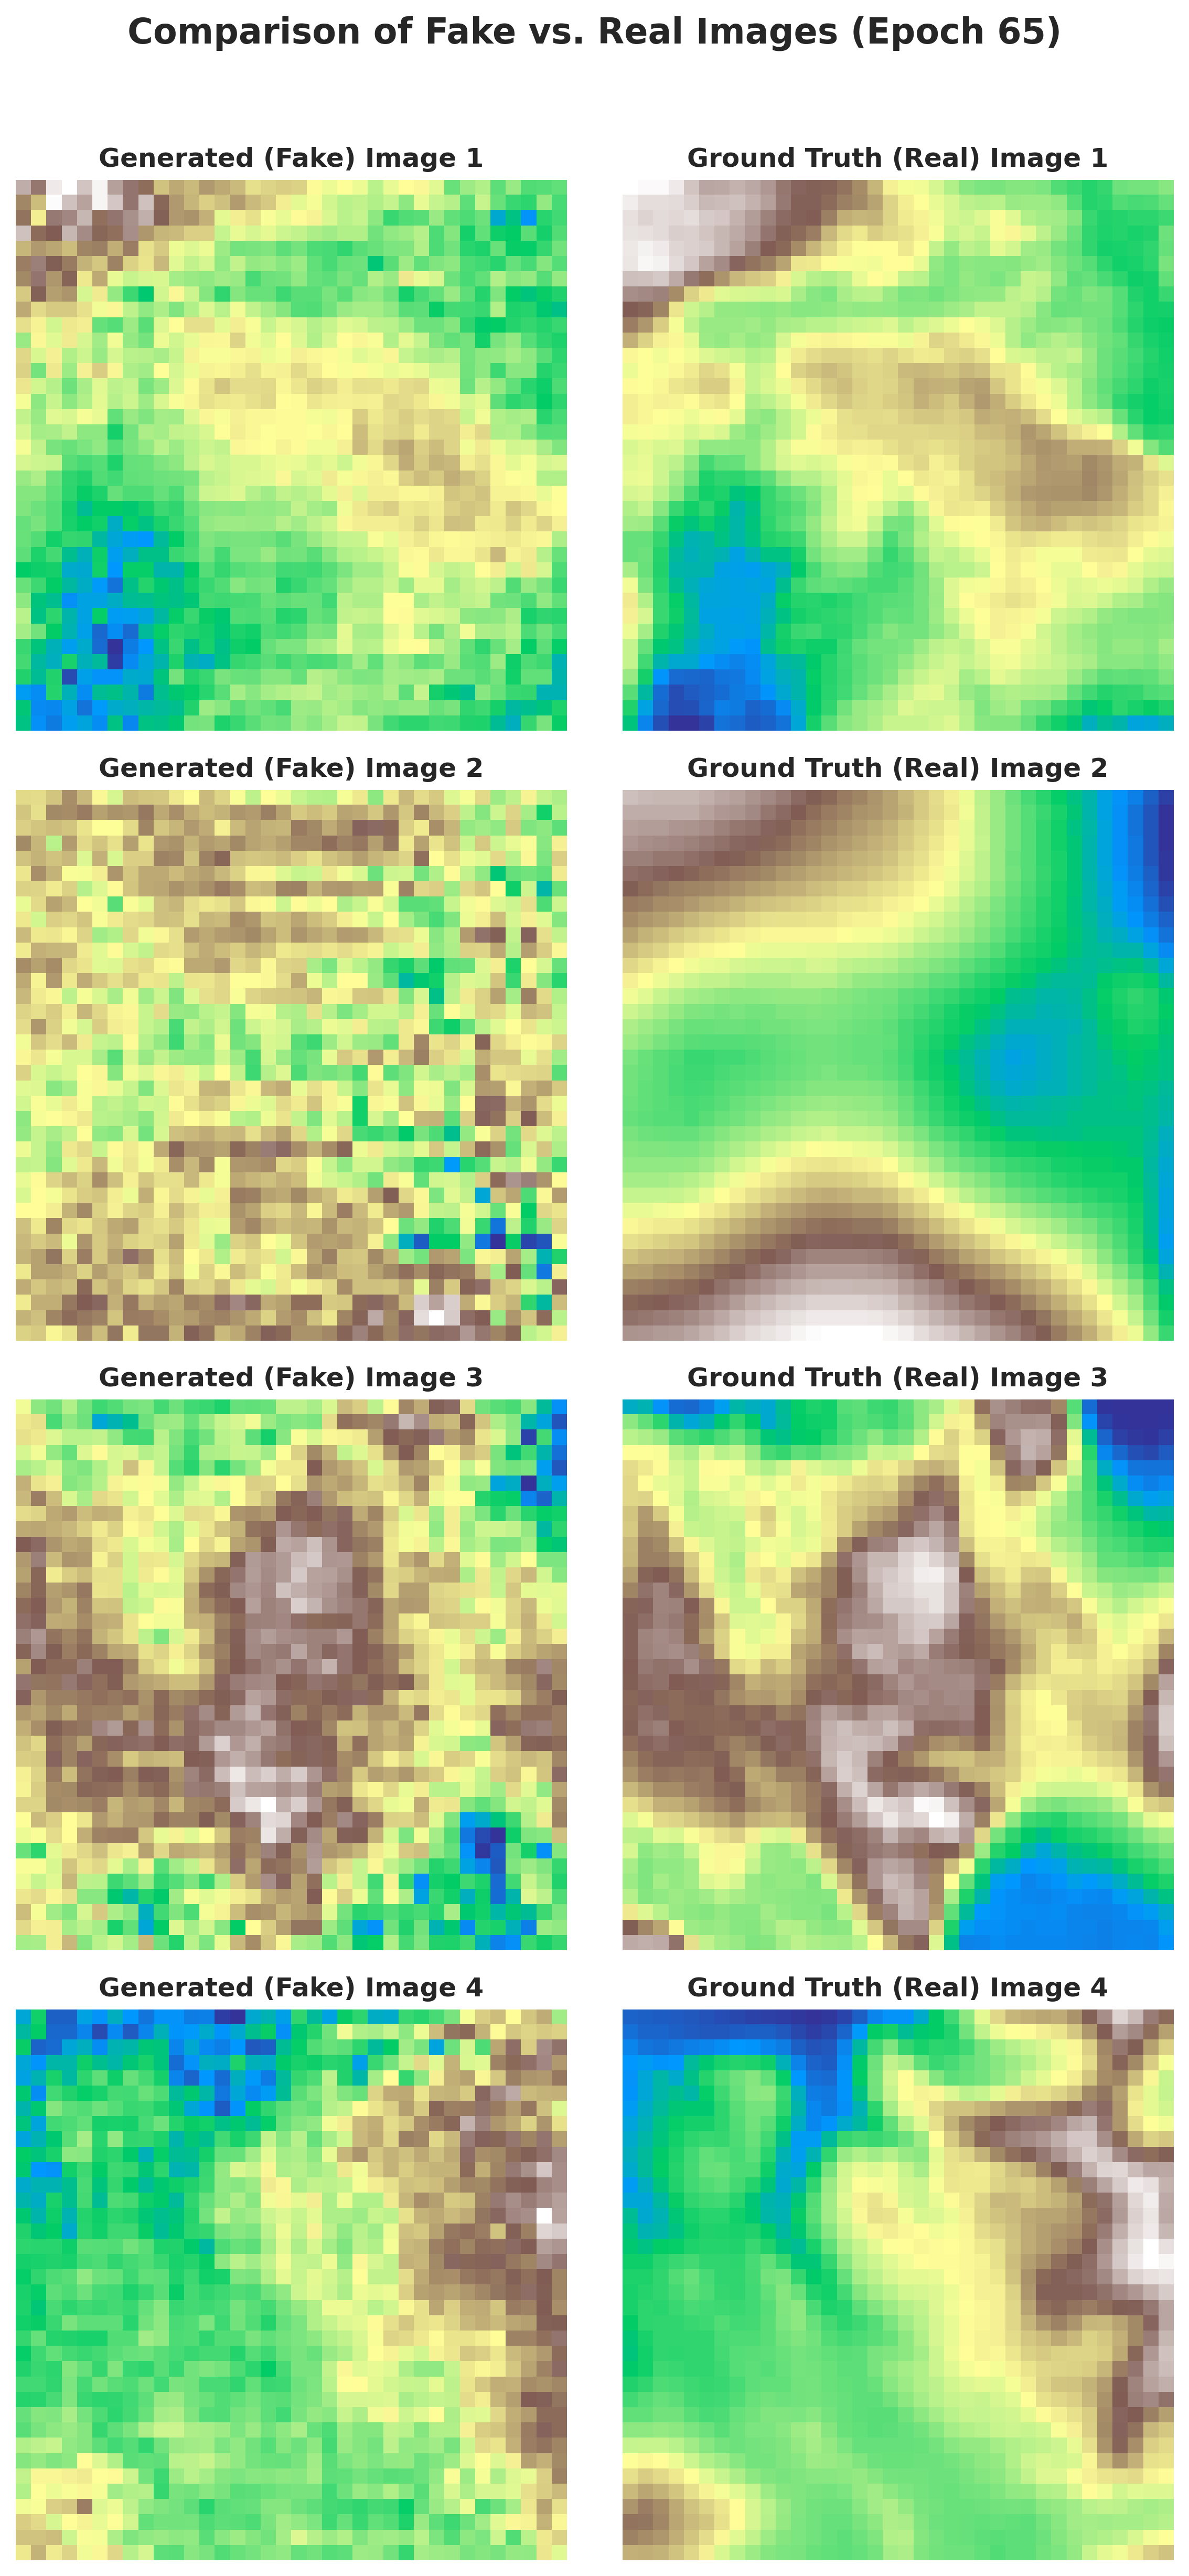 Comparison of Fake vs. Real Images (Epoch 65)
Generated (Fake) Image 1
Ground Truth (Real) Image 1
Generated (Fake) Image 2
Ground Truth (Real) Image 2
Generated (Fake) Image 3
Ground Truth (Real) Image 3
Generated (Fake) Image 4
Ground Truth (Real) Image 4